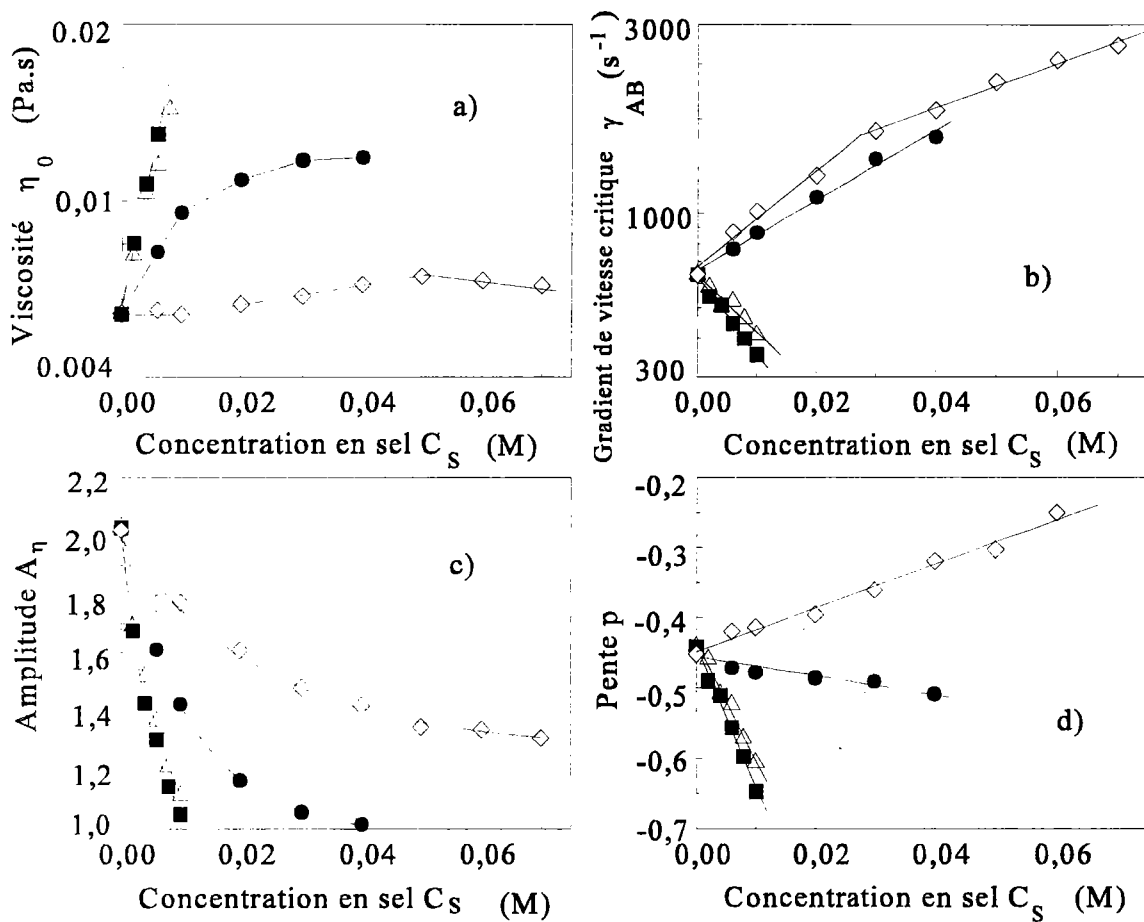 0.02
0,01
0.004
Viscosité η0 (Pa.s)
a)
0,00 0,02 0,04 0,06
Concentration en sel CS (M)
3000
1000
300
Gradient de vitesse critique γAB (s-1)
b)
0,00 0,02 0,04 0,06
Concentration en sel CS (M)
2,2
2,0
1,8
1,6
1,4
1,2
1,0
Amplitude Aη
c)
0,00 0,02 0,04 0,06
Concentration en sel CS (M)
-0,2
-0,3
-0,4
-0,5
-0,6
-0,7
Pente p
d)
0,00 0,02 0,04 0,06
Concentration en sel CS (M)